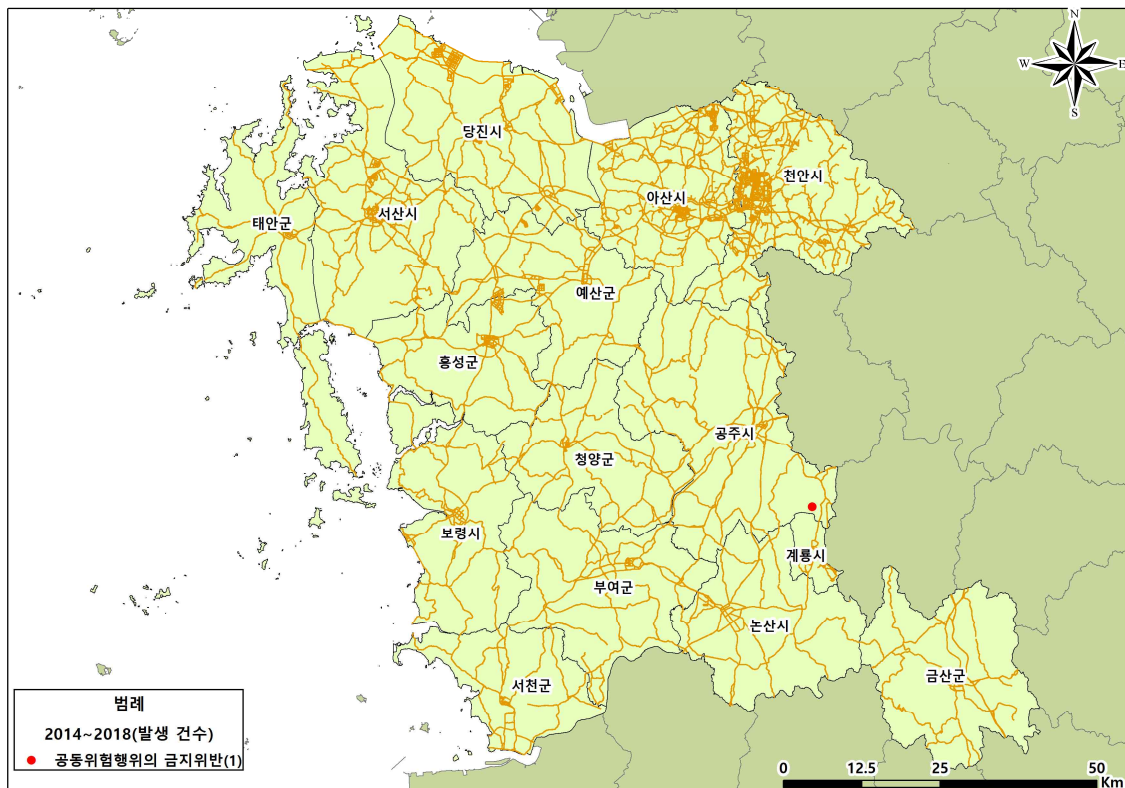 N
W
E
S
당진시
천안시
아산시
서산시
태안군
예산군
홍성군
공주시
청양군
보령시
계룡시
부여군
논산시
금산군
서천군
범례
2014~2018(발생 건수)
공동위험행위의 금지위반(1)
0 12.5 25 50
Km